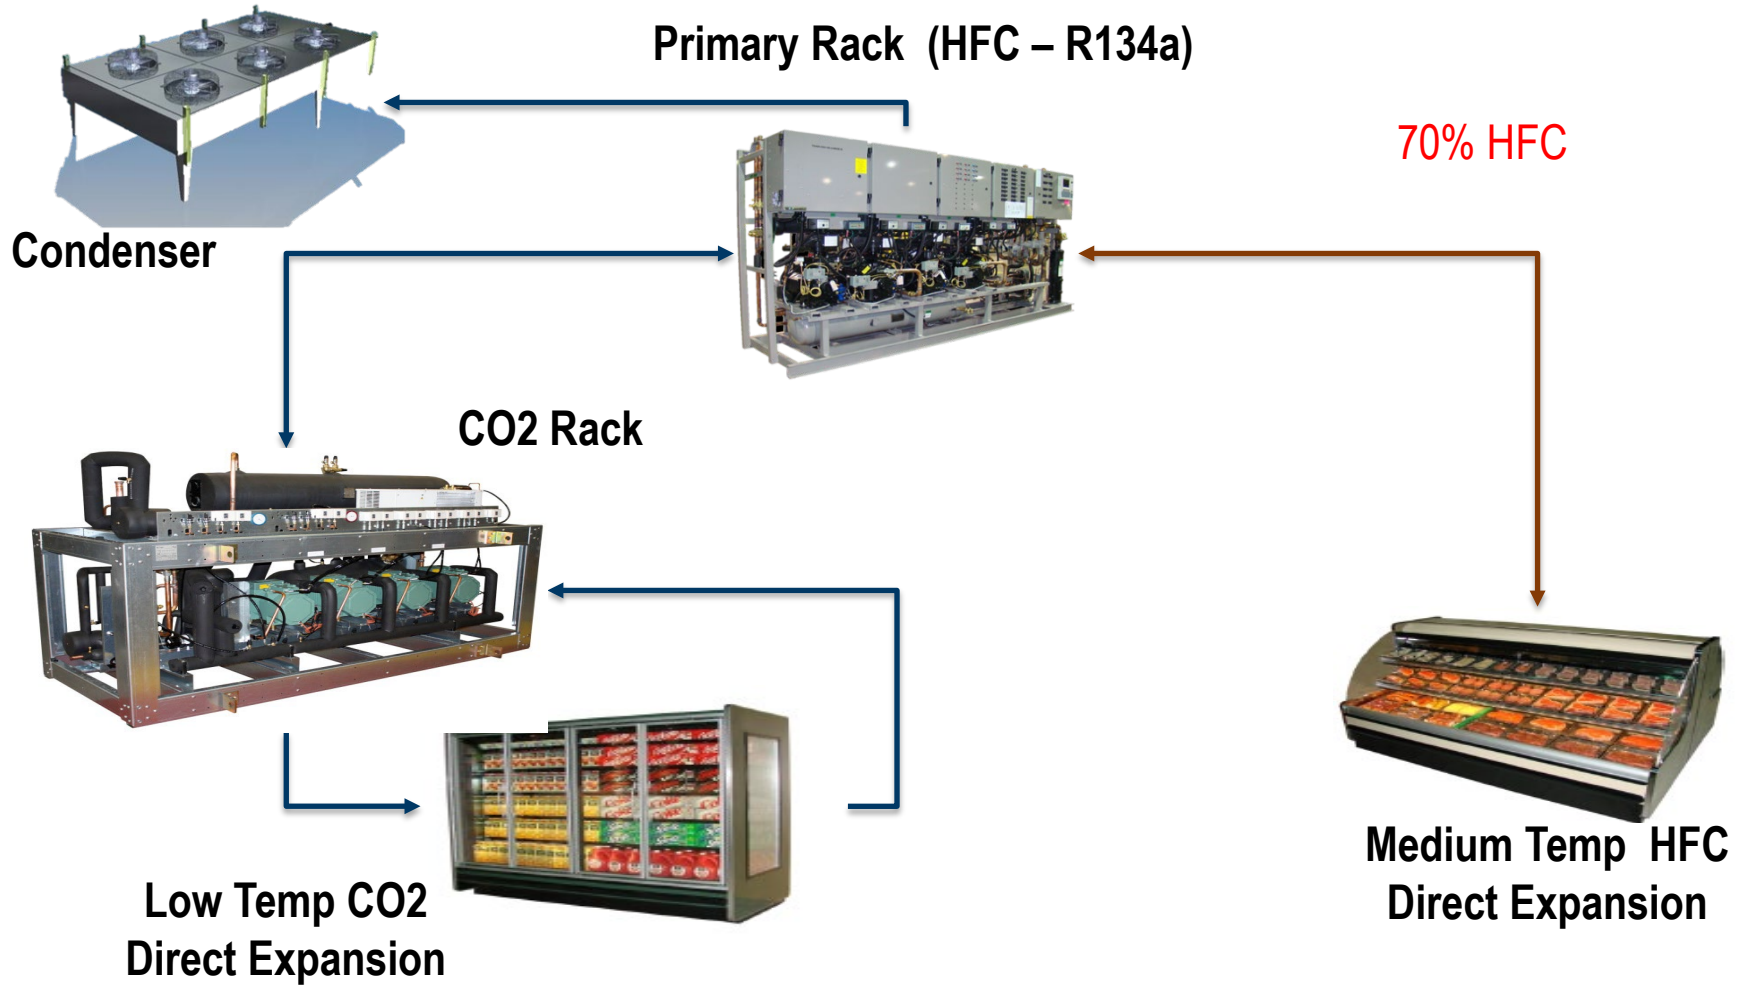 Primary Rack (HFC – R134a)
70% HFC
Condenser
CO2 Rack
Medium Temp HFC
Direct Expansion
Low Temp CO2
Direct Expansion